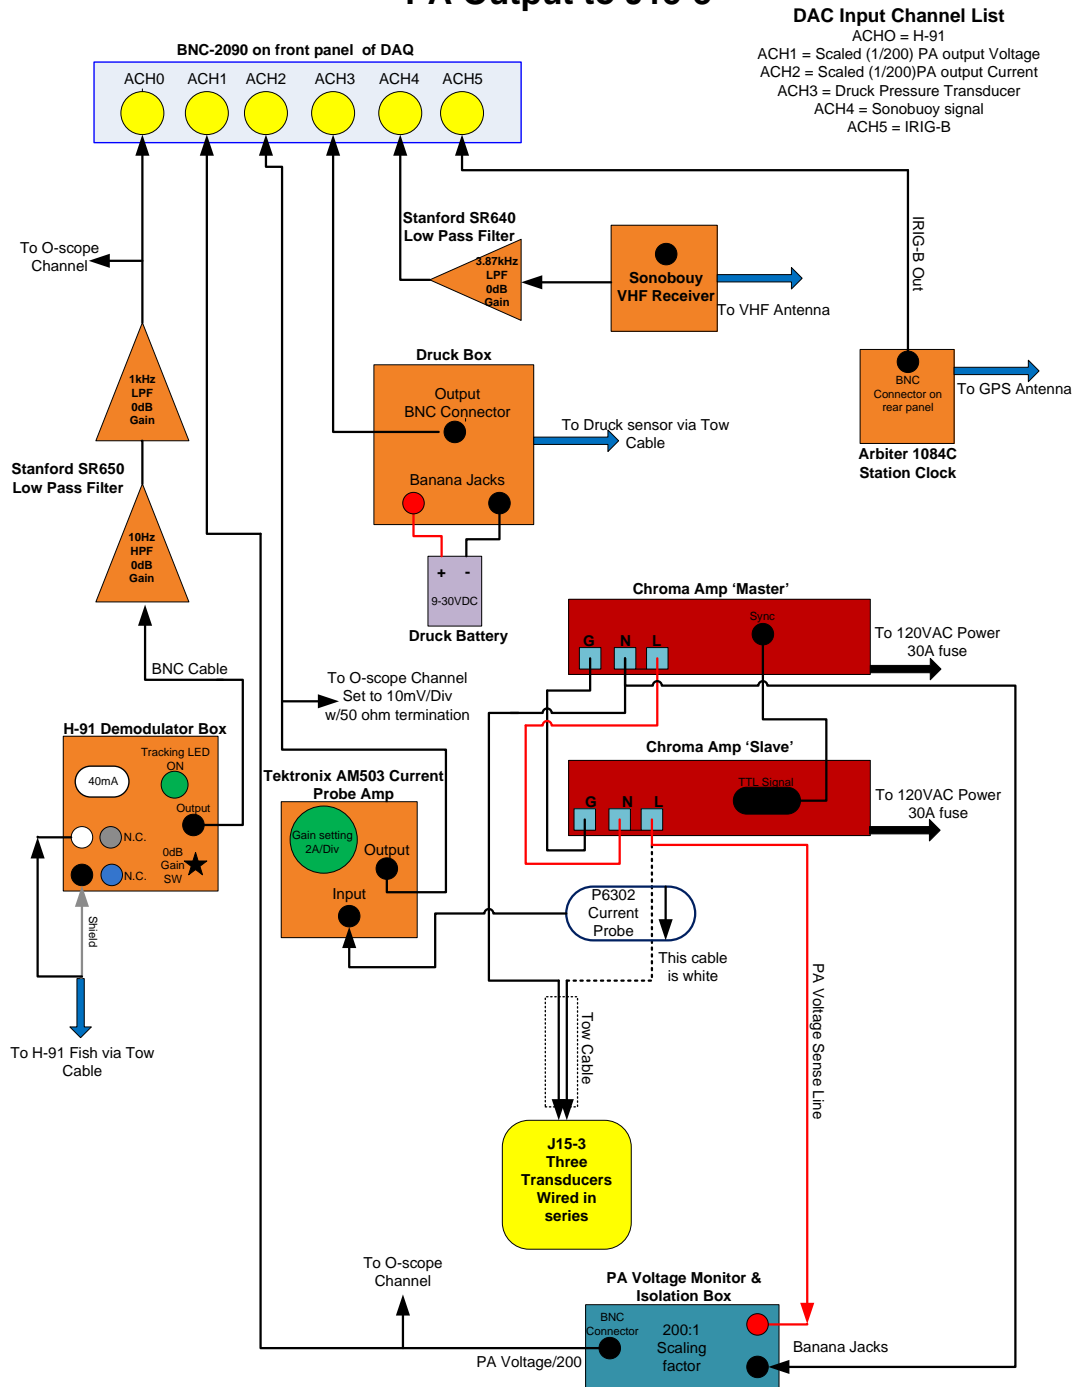 PA Output to J15-3
DAC Input Channel List
ACHO = H-91
ACH1 = Scaled (1/200) PA output Voltage
ACH2 = Scaled (1/200)PA output Current
ACH3 = Druck Pressure Transducer
ACH4 = Sonobuoy signal
ACH5 = IRIG-B
BNC-2090 on front panel  of DAQ
ACH0
ACH1
ACH2
ACH3
ACH4
ACH5
To O-scope
Channel
Stanford SR640
Low Pass Filter
3.87kHz
LPF
0dB
Gain
Sonobouy
VHF Receiver
To VHF Antenna
IRIG-B Out
BNC
Connector on
rear panel
To GPS Antenna
Arbiter 1084C
Station Clock
1kHz
LPF
0dB
Gain
Stanford SR650
Low Pass Filter
10Hz
HPF
0dB
Gain
BNC Cable
Druck Box
Output
BNC Connector
To Druck sensor via Tow
Cable
Banana Jacks
+ -
9-30VDC
Druck Battery
Chroma Amp ‘Master’
Sync
G N L
To 120VAC Power
30A fuse
To O-scope Channel
Set to 10mV/Div
w/50 ohm termination
H-91 Demodulator Box
Tracking LED
ON
40mA
Output
N.C.
N.C.
0dB
Gain
SW
Shield
To H-91 Fish via Tow
Cable
Tektronix AM503 Current
Probe Amp
Gain setting
2A/Div
Output
Input
Chroma Amp ‘Slave’
TTL Signal
G N L
To 120VAC Power
30A fuse
P6302
Current
Probe
This cable
is white
Tow Cable
PA Voltage Sense Line
J15-3
Three
Transducers
Wired in
series
To O-scope
Channel
PA Voltage Monitor &
Isolation Box
BNC
Connector
200:1
Scaling
factor
PA Voltage/200
Banana Jacks